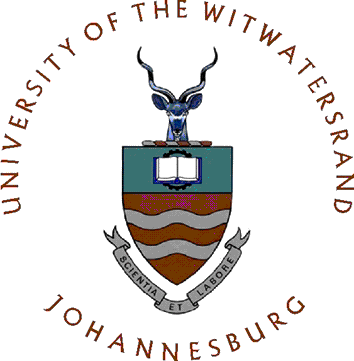 UNIVERSITY OF THE WITWATERSRAND
SCIENTIA ET LABORE
JOHANNESBURG